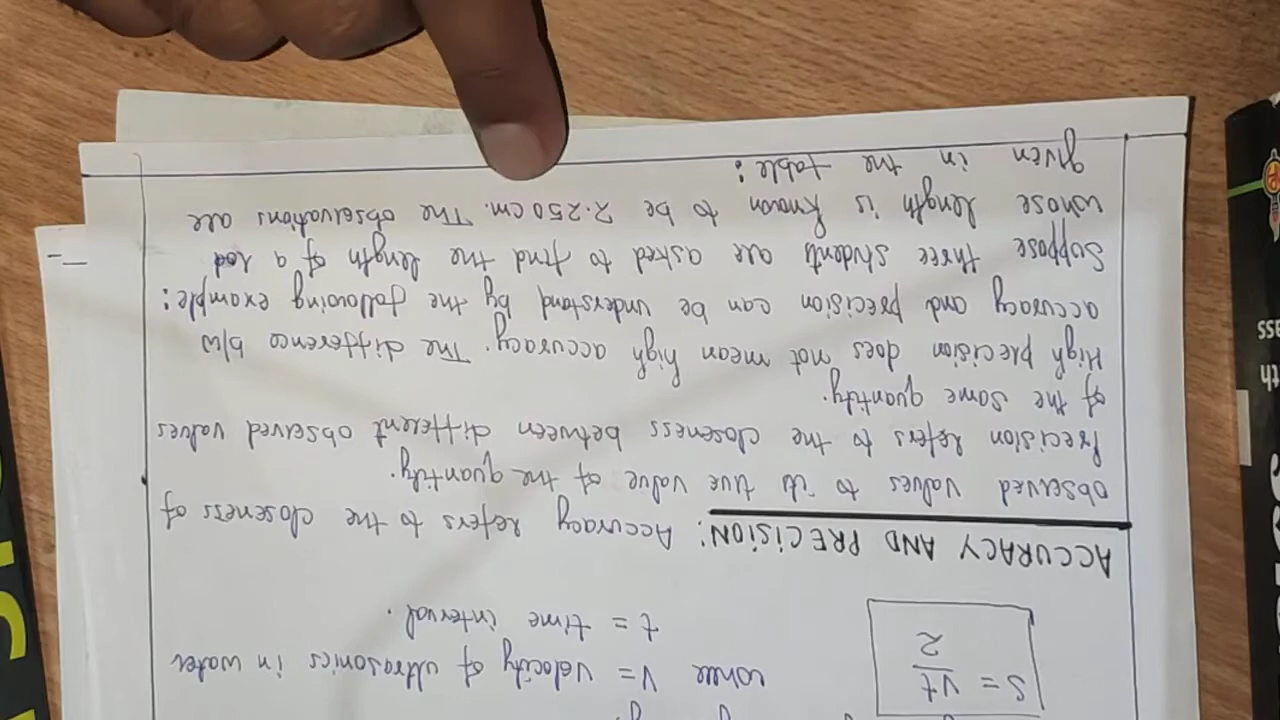 S = Vt
2
where V = velocity of ultrasonics in water
t = time interval.
ACCURACY AND PRECISION: Accuracy refers to the closeness of
observed values to its true value of the quantity.
Precision refers to the closeness between different observed values
of the same quantity.
High precision does not mean high accuracy. The difference b/w
accuracy and precision can be understand by the following example:
Suppose three students are asked to find the length of a rod
whose length is known to be 2.250cm. The observations are
given in the table: